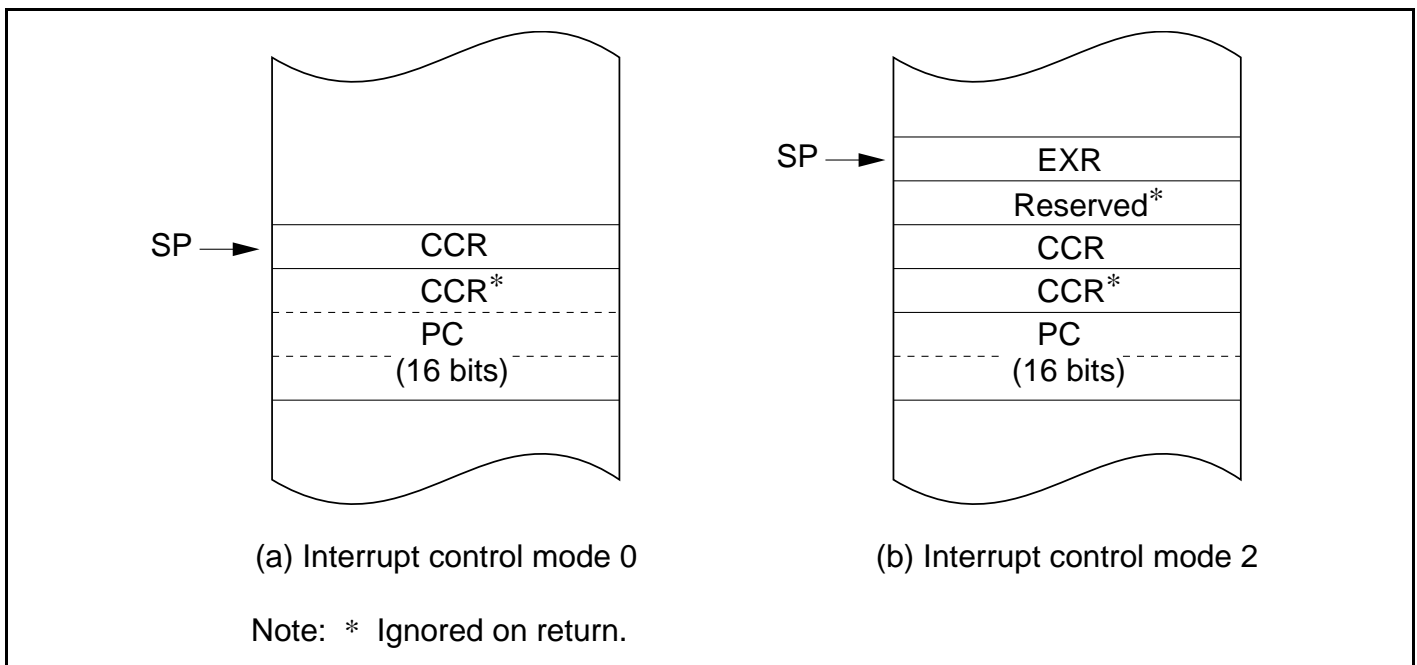 SP
CCR
CCR*
PC
(16 bits)
(a) Interrupt control mode 0
SP
EXR
Reserved*
CCR
CCR*
PC
(16 bits)
(b) Interrupt control mode 2
Note: * Ignored on return.